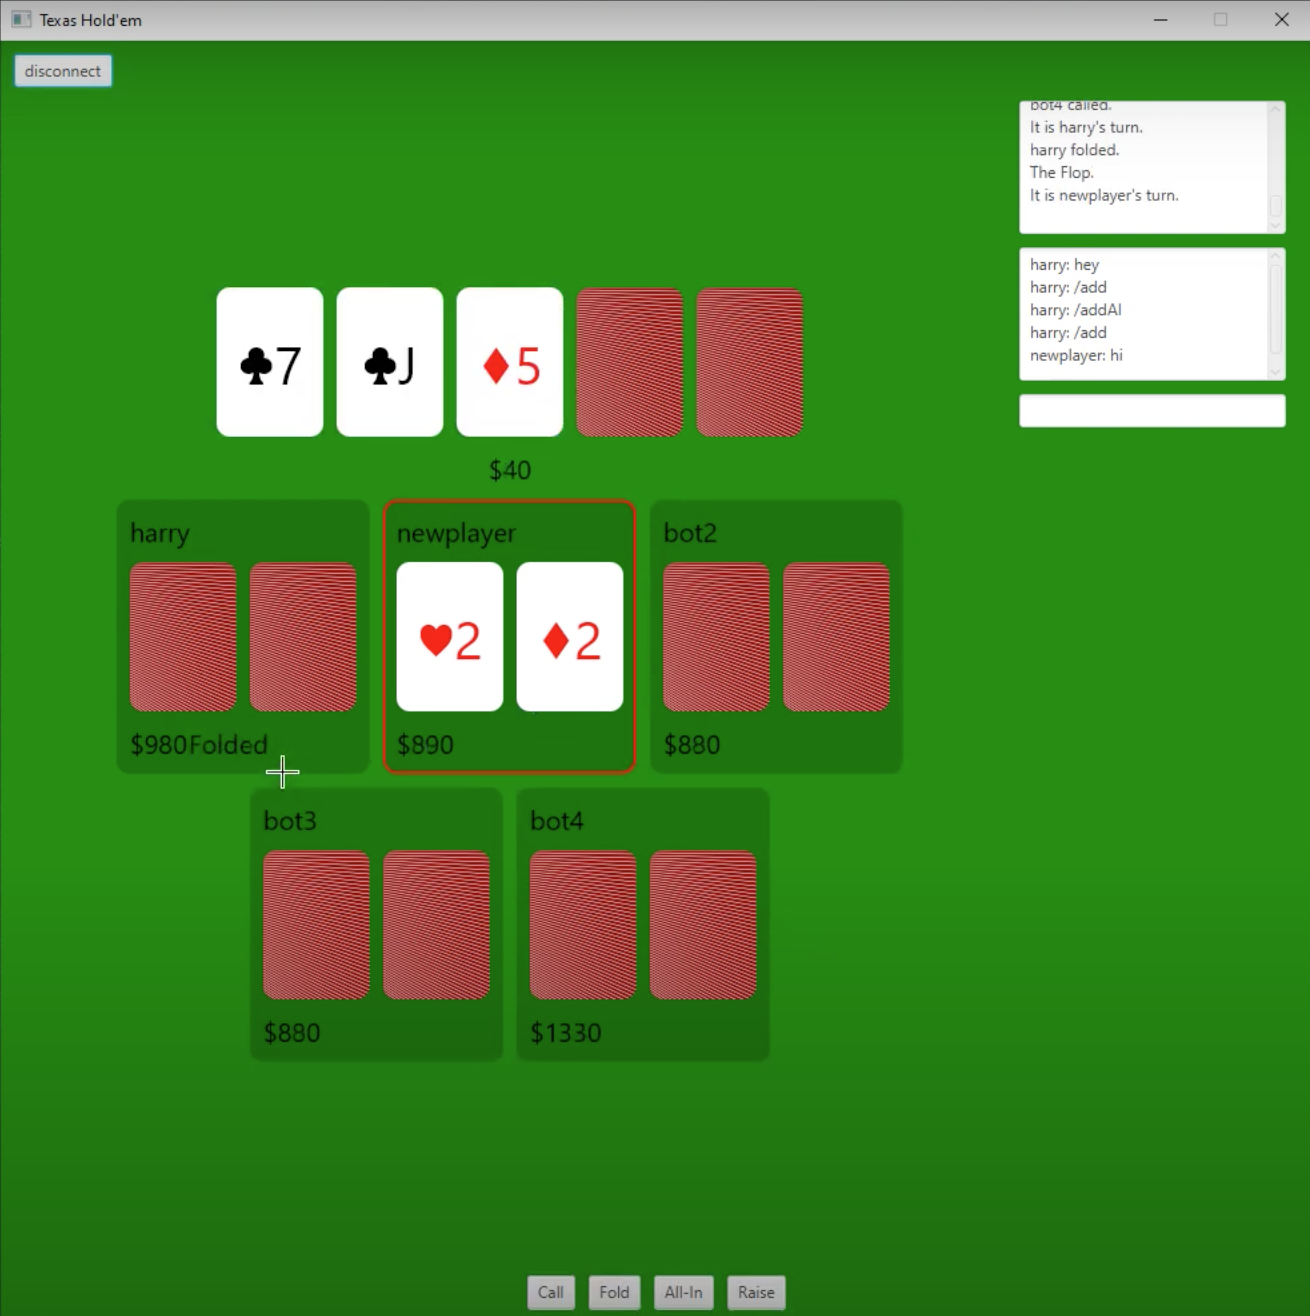 Texas Hold'em
disconnect
bot4 called.
It is harry's turn.
harry folded.
The Flop.
It is newplayer's turn.
harry: hey
harry: /add
harry: /addAI
harry: /add
newplayer: hi
♣7 ♣J ♦5
$40
harry newplayer bot2
♥2 ♦2
$980Folded $890 $880
bot3 bot4
$880 $1330
Call Fold All-In Raise